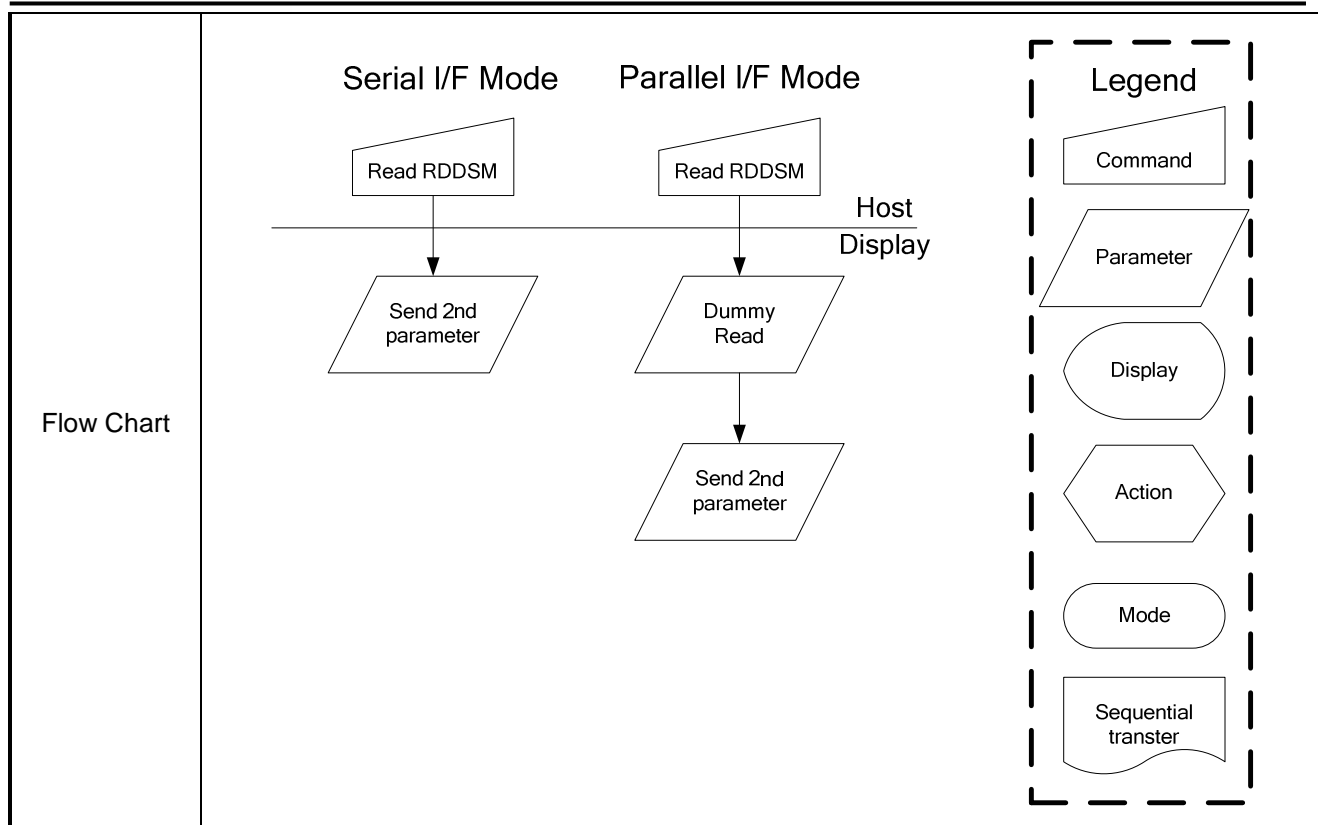 Flow Chart
Serial I/F Mode
Parallel I/F Mode
Read RDDSM
Read RDDSM
Host
Display
Send 2nd
parameter
Dummy
Read
Send 2nd
parameter
Legend
Command
Parameter
Display
Action
Mode
Sequential
transter